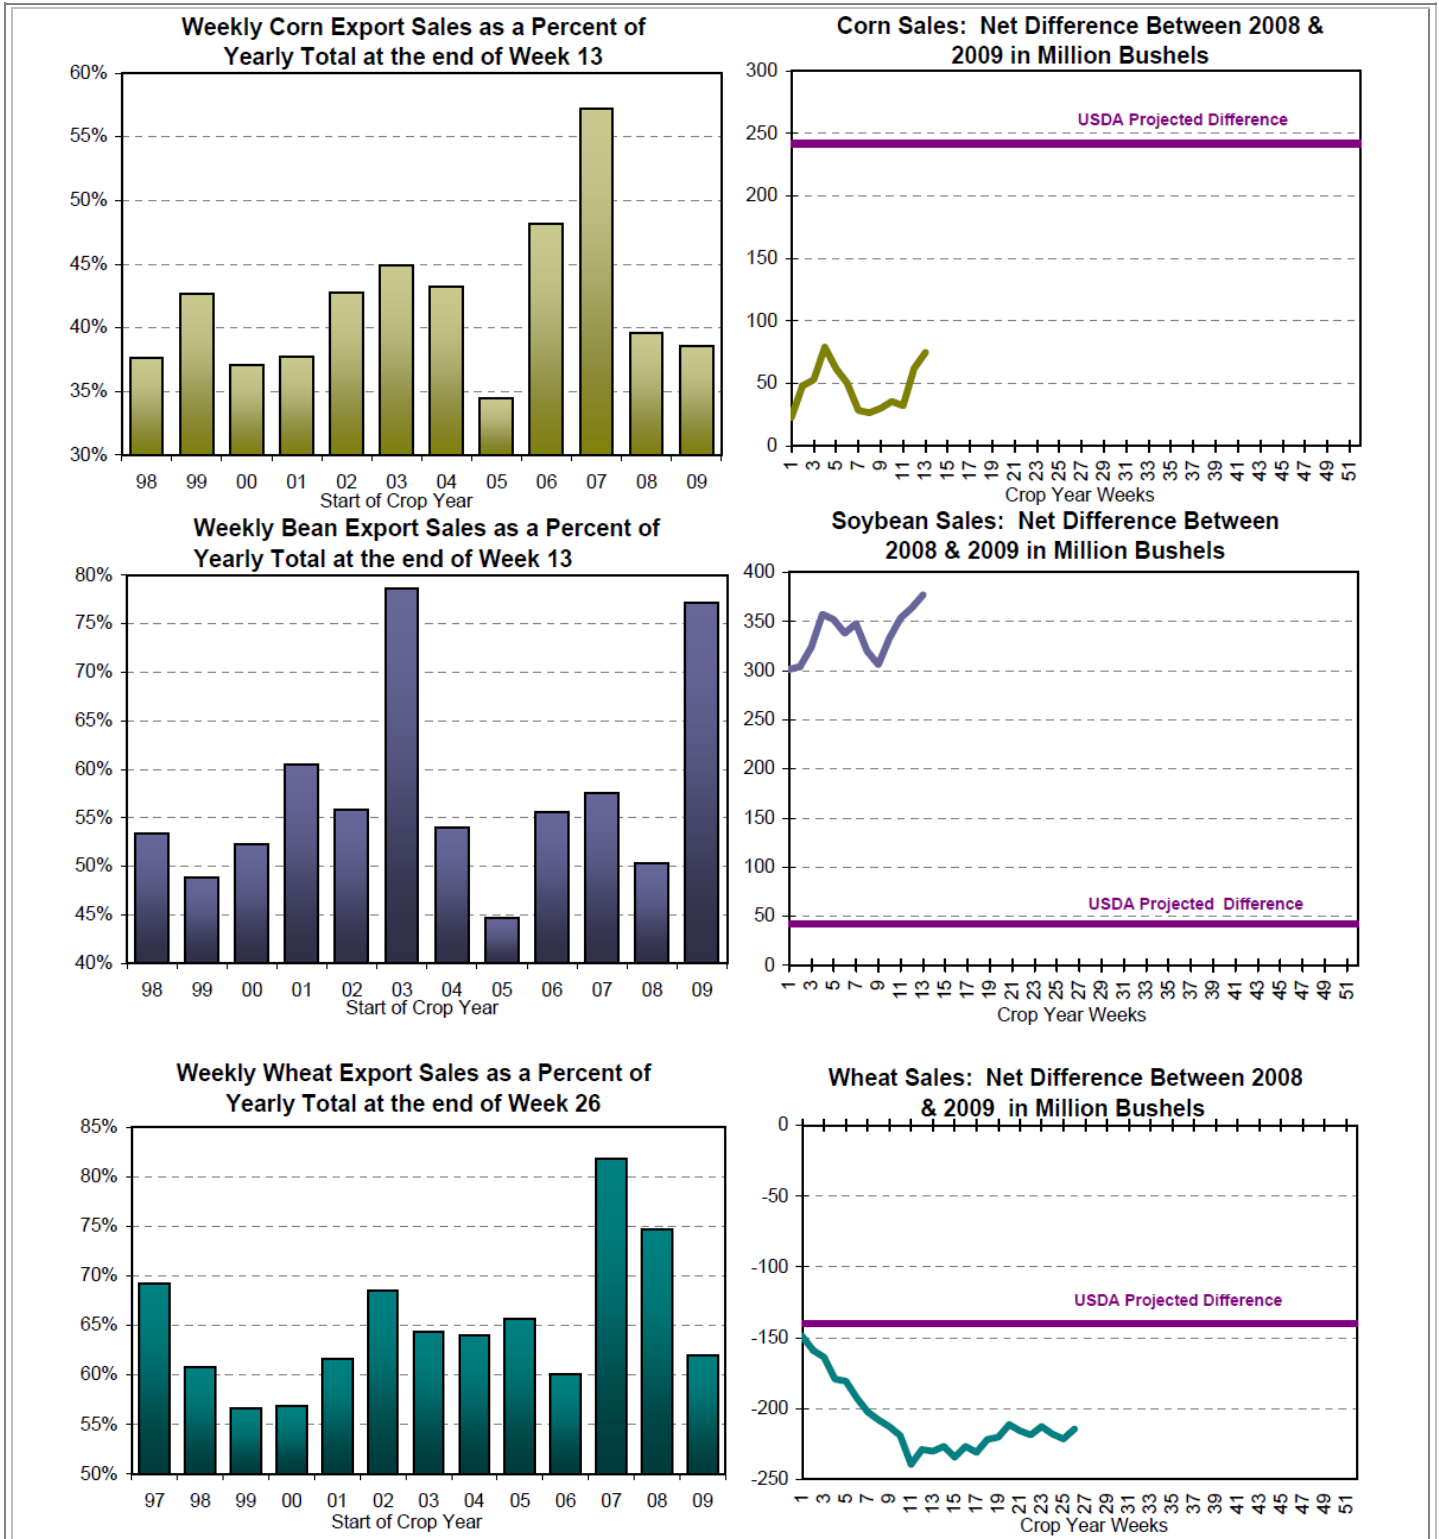 Weekly Corn Export Sales as a Percent of
Yearly Total at the end of Week 13
60%
55%
50%
45%
40%
35%
30%
98 99 00 01 02 03 04 05 06 07 08 09
Start of Crop Year
Corn Sales: Net Difference Between 2008 &
2009 in Million Bushels
300
250
200
150
100
50
0
USDA Projected Difference
1 3 5 7 9 11 13 15 17 19 21 23 25 27 29 31 33 35 37 39 41 43 45 47 49 51
Crop Year Weeks
Weekly Bean Export Sales as a Percent of
Yearly Total at the end of Week 13
80%
75%
70%
65%
60%
55%
50%
45%
40%
98 99 00 01 02 03 04 05 06 07 08 09
Start of Crop Year
Soybean Sales: Net Difference Between
2008 & 2009 in Million Bushels
400
350
300
250
200
150
100
50
0
USDA Projected Difference
1 3 5 7 9 11 13 15 17 19 21 23 25 27 29 31 33 35 37 39 41 43 45 47 49 51
Crop Year Weeks
Weekly Wheat Export Sales as a Percent of
Yearly Total at the end of Week 26
85%
80%
75%
70%
65%
60%
55%
50%
97 98 99 00 01 02 03 04 05 06 07 08 09
Start of Crop Year
Wheat Sales: Net Difference Between 2008
& 2009 in Million Bushels
0
-50
-100
-150
-200
-250
USDA Projected Difference
1 3 5 7 9 11 13 15 17 19 21 23 25 27 29 31 33 35 37 39 41 43 45 47 49 51
Crop Year Weeks